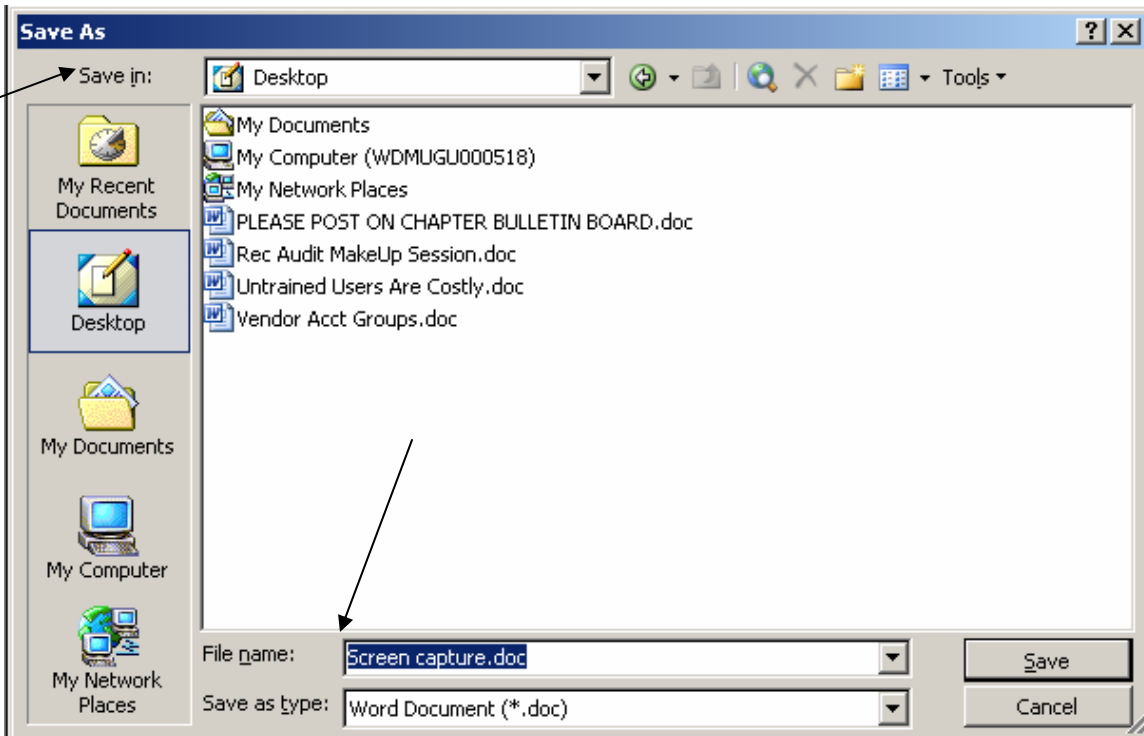 Save As
Save in:
Desktop
Tools
My Recent
Documents
Desktop
My Documents
My Computer
My Network
Places
My Documents
My Computer (WDMUGU000518)
My Network Places
PLEASE POST ON CHAPTER BULLETIN BOARD.doc
Rec Audit MakeUp Session.doc
Untrained Users Are Costly.doc
Vendor Acct Groups.doc
File name:
Screen capture.doc
Save
Save as type:
Word Document (*.doc)
Cancel